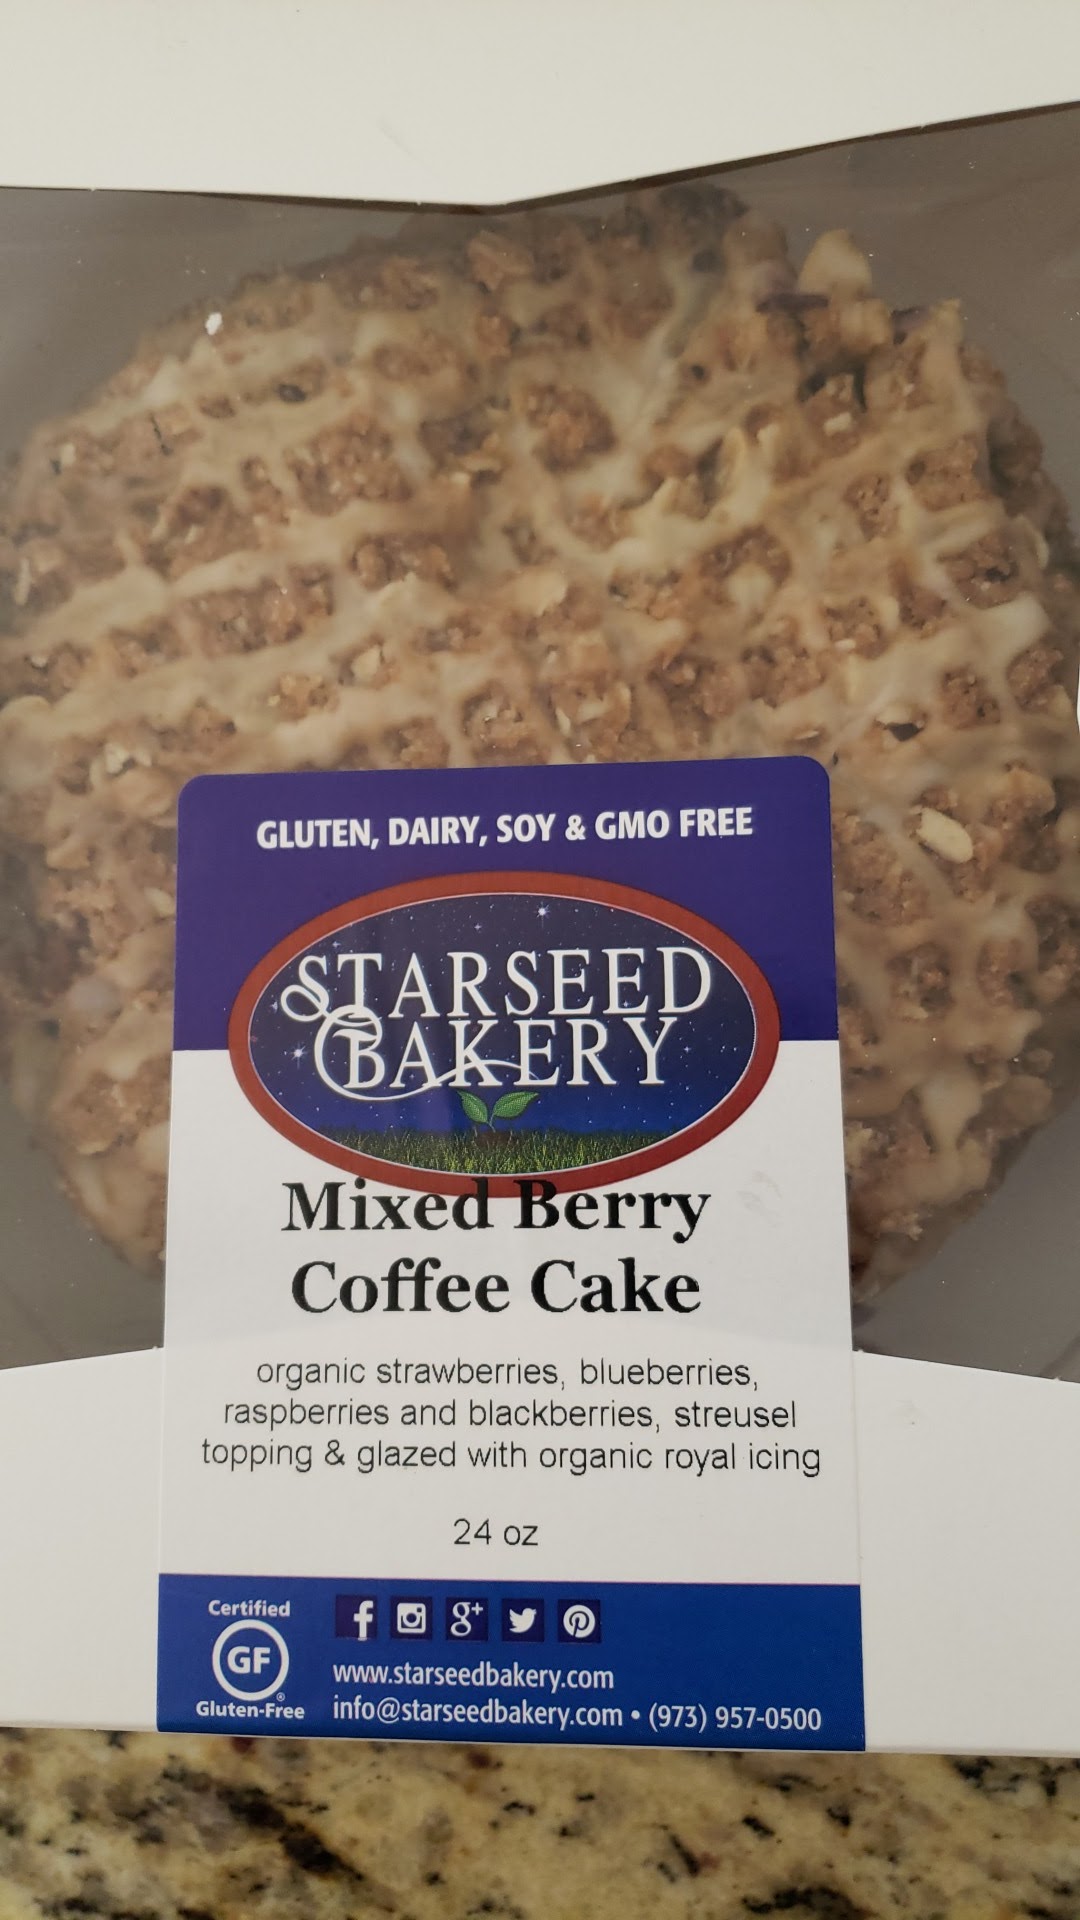 GLUTEN, DAIRY, SOY & GMO FREE
STARSEED
BAKERY
Mixed Berry
Coffee Cake
organic strawberries, blueberries,
raspberries and blackberries, streusel
topping & glazed with organic royal icing
24 oz
Certified
GF
®
Gluten-Free
f g+
www.starseedbakery.com
info@starseedbakery.com • (973) 957-0500